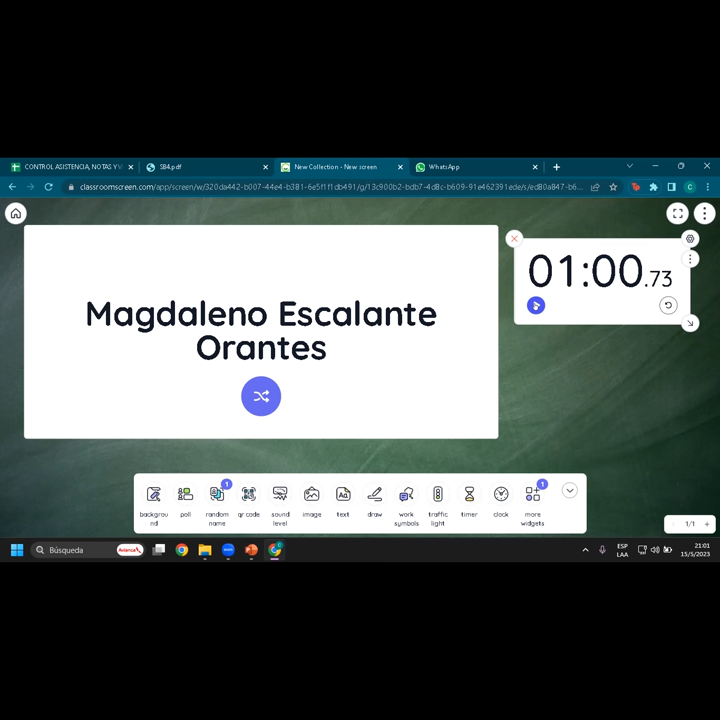 CONTROL ASISTENCIA, NOTAS Y V
SB4.pdf
New Collection - New screen
WhatsApp
classroomscreen.com/app/screen/w/320da442-b007-44e4-b381-6e5f1f1db491/g/13c900b2-bdb7-4d8c-b609-91e462391ede/s/ed80a847-b6...
C
01:00.73
Magdaleno Escalante
Orantes
1
1
backgrou
nd
poll
random
name
qr code
sound
level
image
text
draw
work
symbols
traffic
light
timer
clock
more
widgets
1/1
Búsqueda
ESP
LAA
21:01
15/5/2023